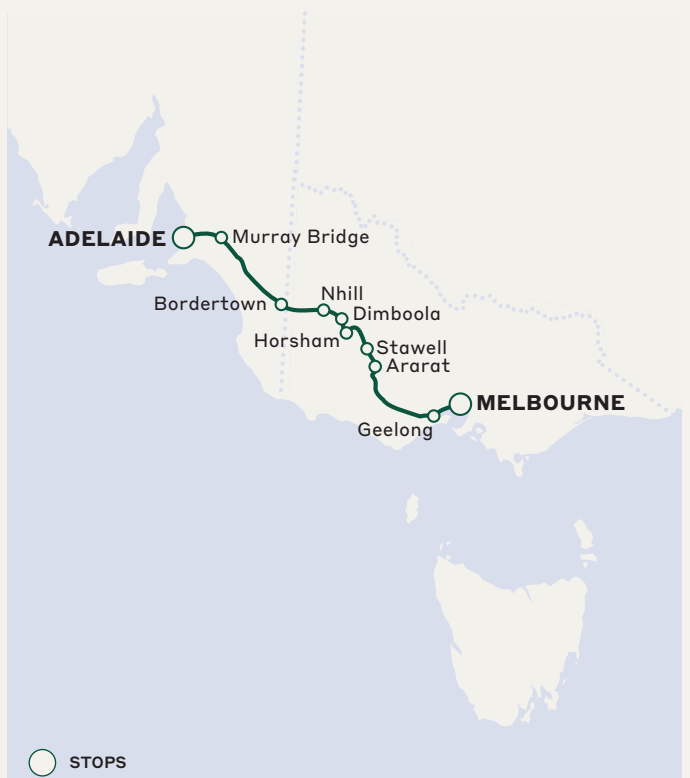 ADELAIDE
Murray Bridge
Bordertown
Nhill
Dimboola
Horsham
Stawell
Ararat
MELBOURNE
Geelong
STOPS